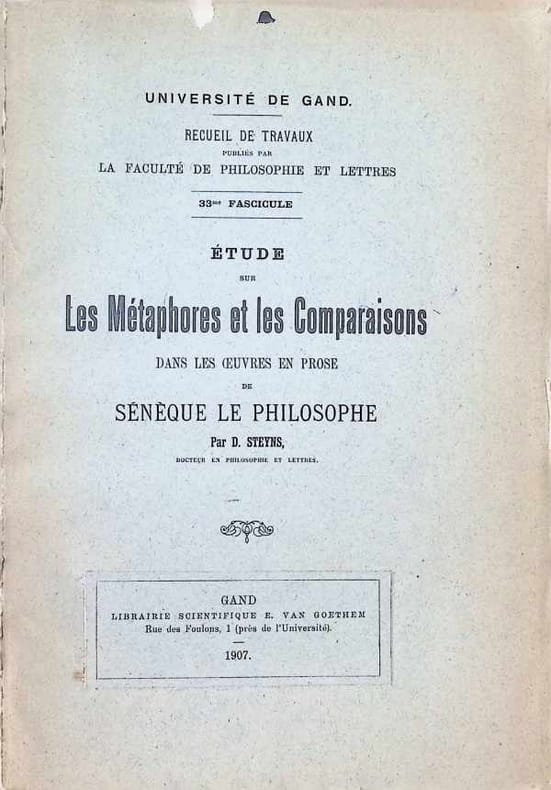 UNIVERSITÉ DE GAND.
RECUEIL DE TRAVAUX
PUBLIÉS PAR
LA FACULTÉ DE PHILOSOPHIE ET LETTRES
33me FASCICULE
ÉTUDE
SUR
Les Métaphores et les Comparaisons
DANS LES ŒUVRES EN PROSE
DE
SÉNÈQUE LE PHILOSOPHE
Par D. STEYNS,
DOCTEUR EN PHILOSOPHIE ET LETTRES.
GAND
LIBRAIRIE SCIENTIFIQUE E. VAN GOETHEM
Rue des Foulons, 1 (près de l'Université).
1907.